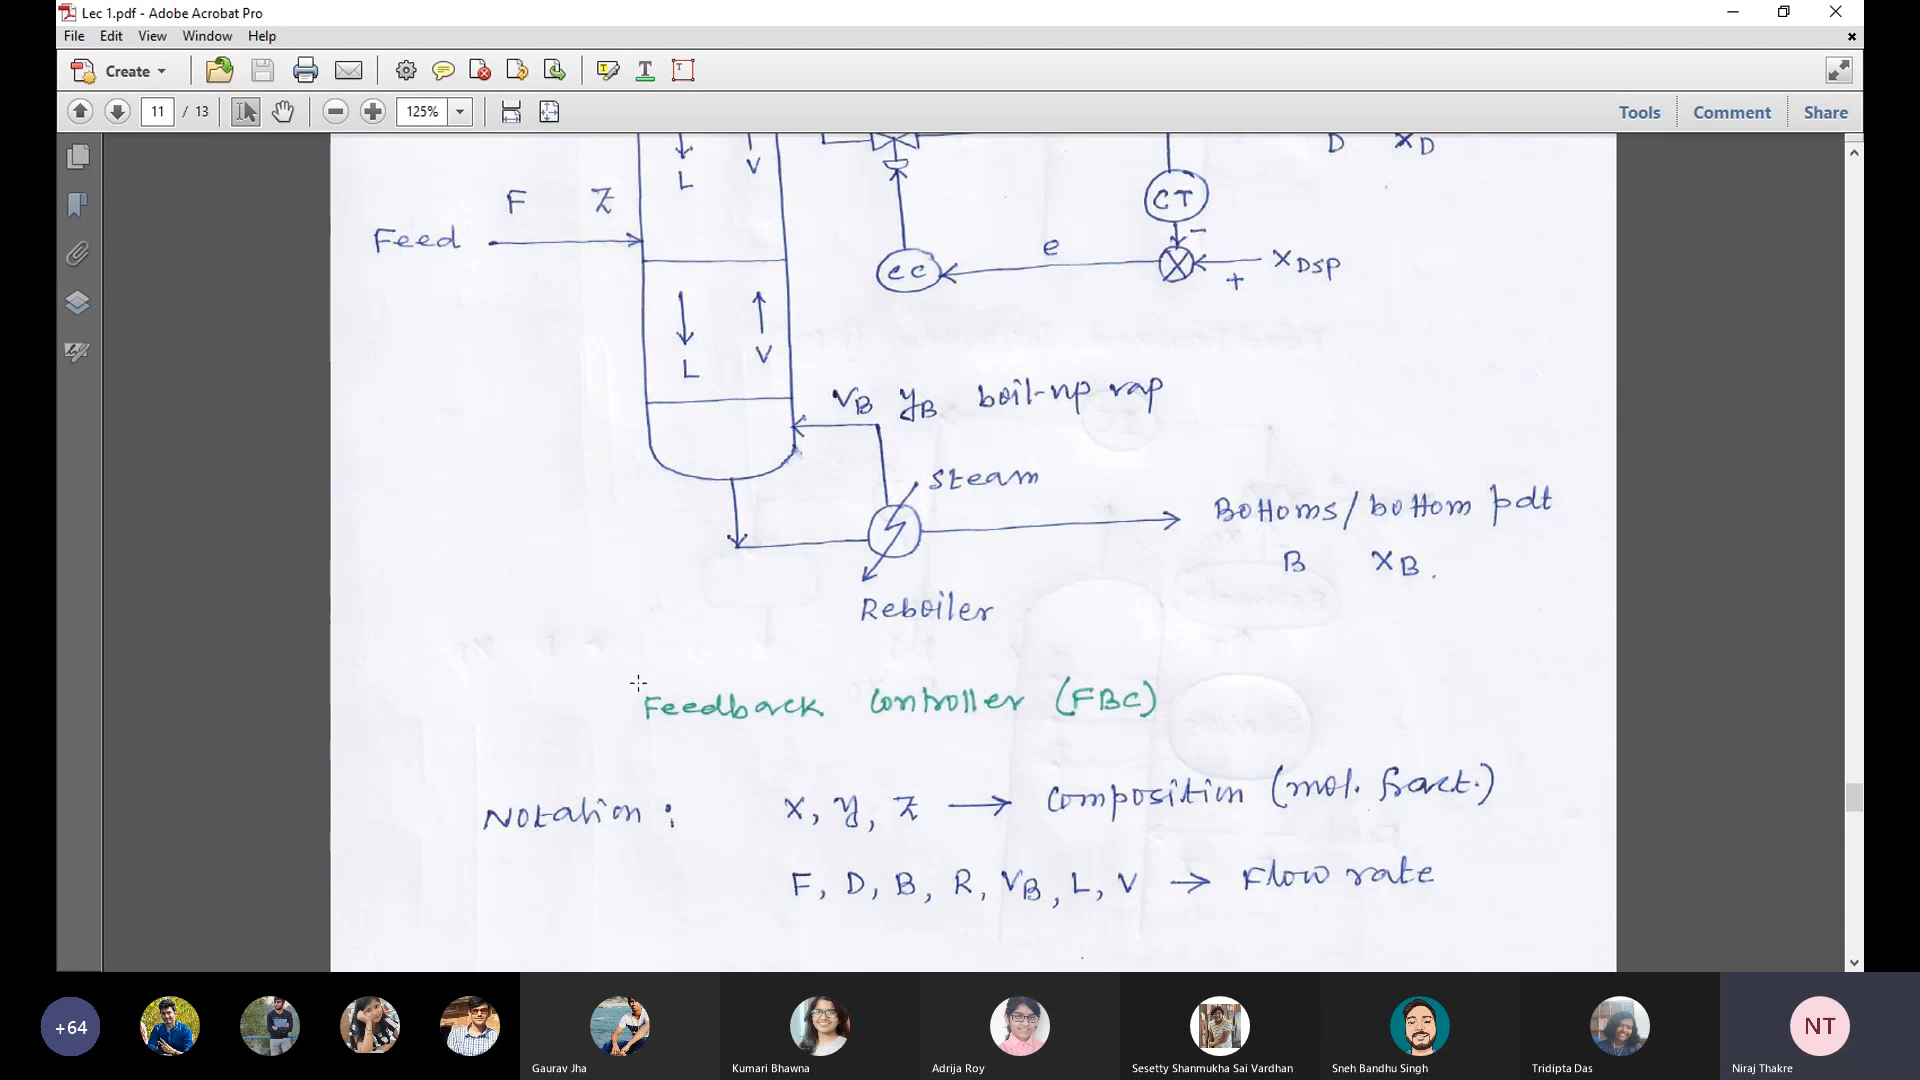 Lec 1.pdf - Adobe Acrobat Pro
File Edit View Window Help
Create
11 / 13 125% Tools Comment Share
L V D XD
F Z CT
Feed e - XDSP
CC +
L V
VB yB boil-up vap
Steam
Bottoms/bottom pdt
B XB.
Reboiler
Feedback Controller (FBC)
Notation : x, y, z → Composition (mol. fract.)
F, D, B, R, VB, L, V → Flow rate
+64 NT
Gaurav Jha Kumari Bhawna Adrija Roy Sesetty Shanmukha Sai Vardhan Sneh Bandhu Singh Tridipta Das Niraj Thakre